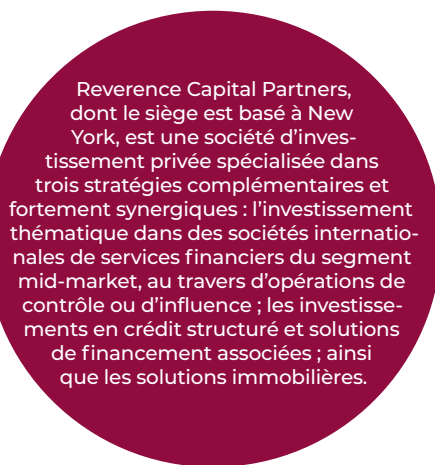 Reverence Capital Partners,
dont le siège est basé à New
York, est une société d’inves-
tissement privée spécialisée dans
trois stratégies complémentaires et
fortement synergiques : l’investissement
thématique dans des sociétés internatio-
nales de services financiers du segment
mid-market, au travers d’opérations de
contrôle ou d’influence ; les investisse-
ments en crédit structuré et solutions
de financement associées ; ainsi
que les solutions immobilières.